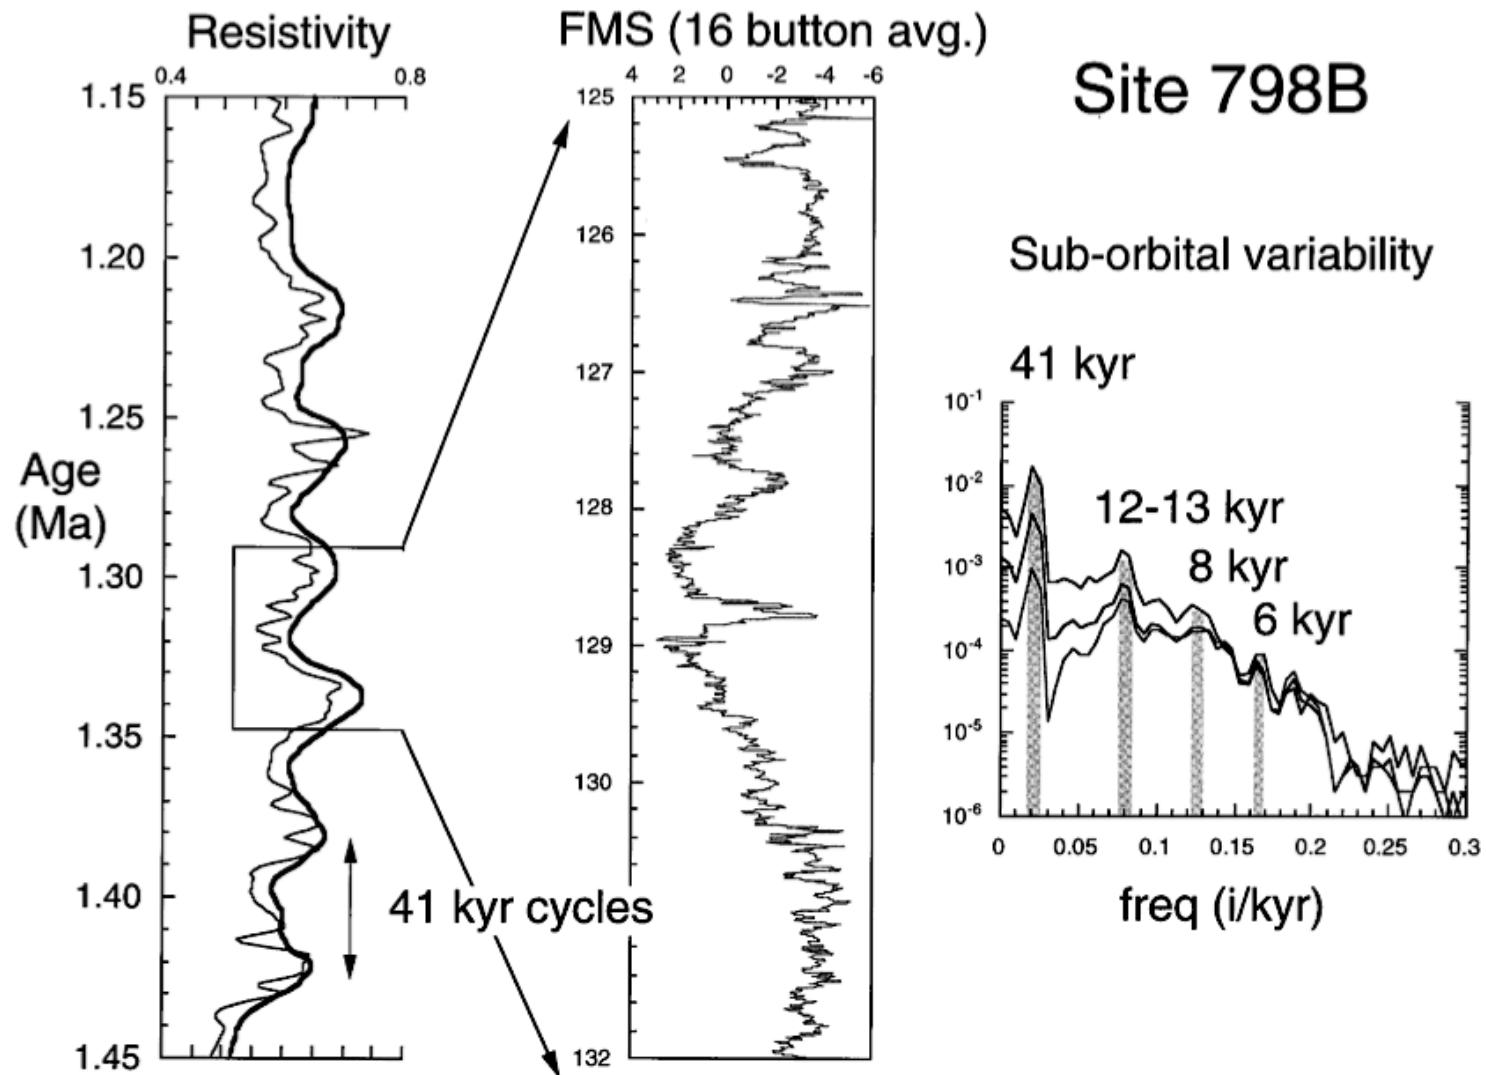 Resistivity
0.4 0.8
1.15
1.20
1.25
Age
(Ma)
1.30
1.35
1.40
1.45
41 kyr cycles
FMS (16 button avg.)
4 2 0 -2 -4 -6
125
126
127
128
129
130
132
Site 798B
Sub-orbital variability
41 kyr
12-13 kyr
8 kyr
6 kyr
10-1
10-2
10-3
10-4
10-5
10-6
0 0.05 0.1 0.15 0.2 0.25 0.3
freq (i/kyr)